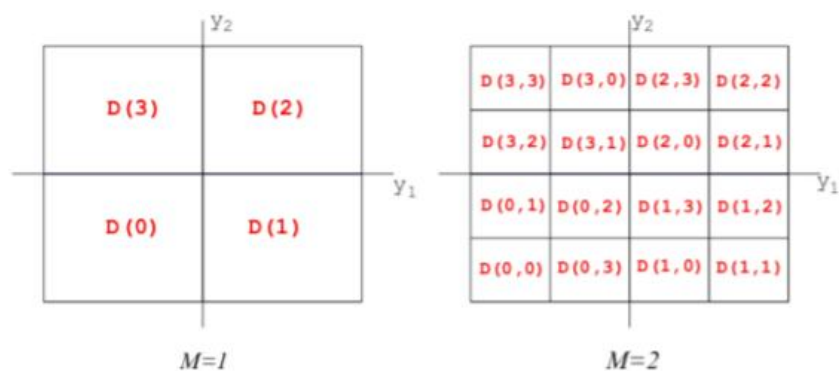 y₂
D(3) D(2)
y₁
D(0) D(1)
M=1
y₂
D(3,3) D(3,0) D(2,3) D(2,2)
D(3,2) D(3,1) D(2,0) D(2,1)
y₁
D(0,1) D(0,2) D(1,3) D(1,2)
D(0,0) D(0,3) D(1,0) D(1,1)
M=2